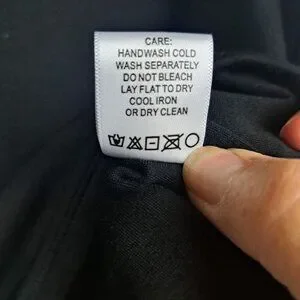 CARE:
HANDWASH COLD
WASH SEPARATELY
DO NOT BLEACH
LAY FLAT TO DRY
COOL IRON
OR DRY CLEAN